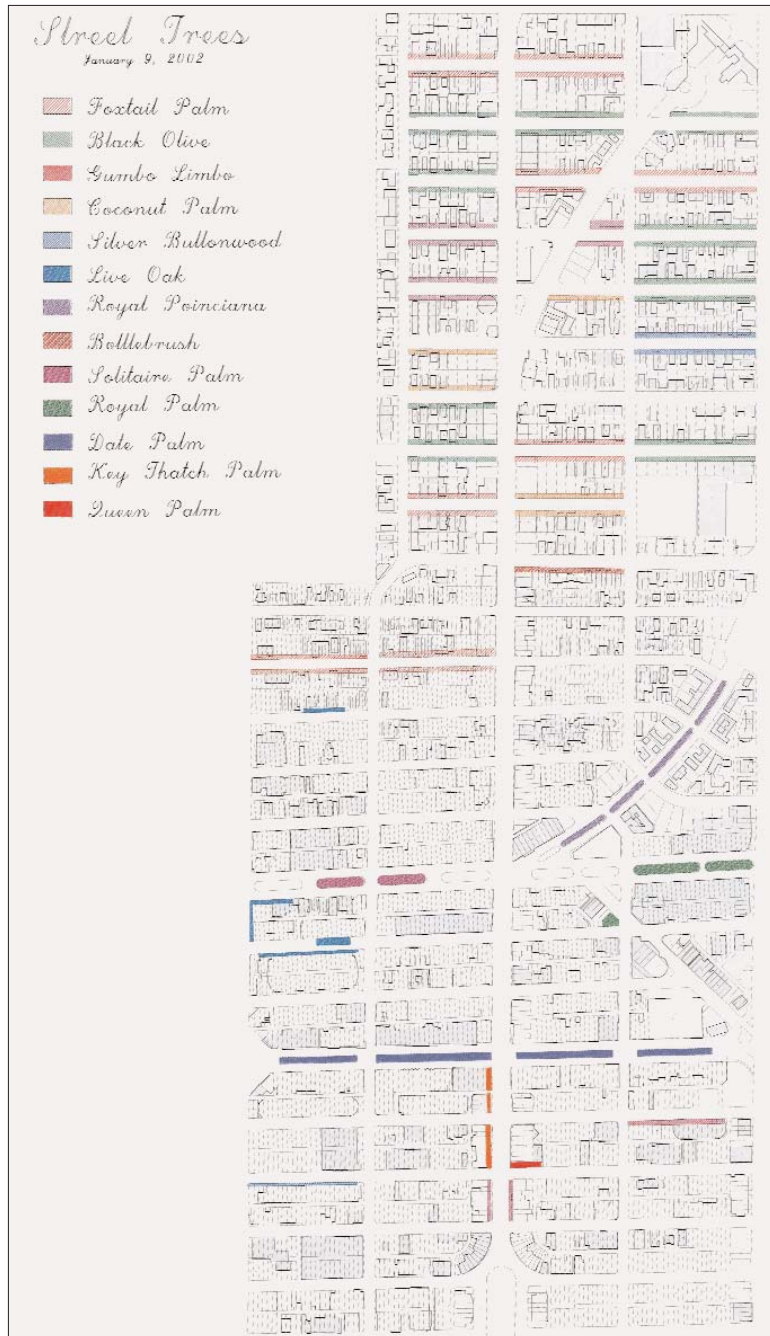 Street Trees
January 9, 2002
Foxtail Palm
Black Olive
Gumbo Limbo
Coconut Palm
Silver Buttonwood
Live Oak
Royal Poinciana
Bottlebrush
Solitaire Palm
Royal Palm
Date Palm
Key Thatch Palm
Queen Palm